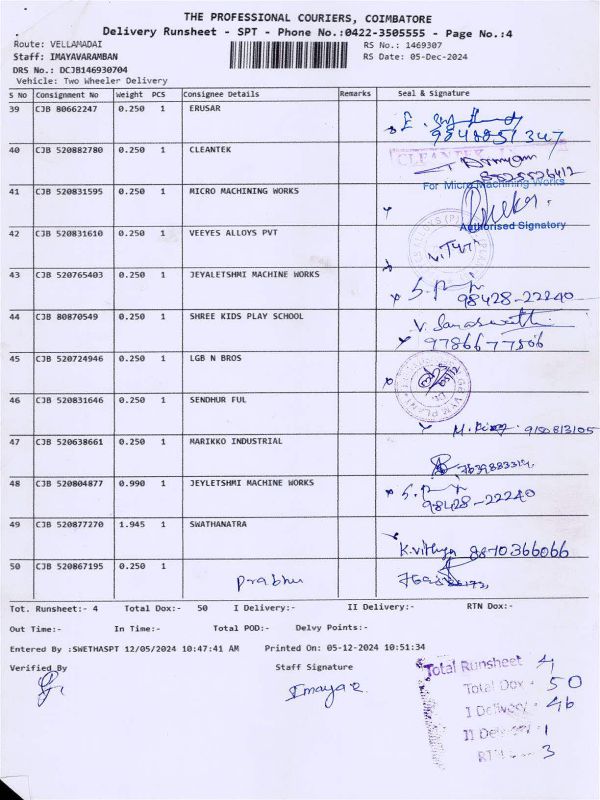 THE PROFESSIONAL COURIERS, COIMBATORE
Delivery Runsheet - SPT - Phone No.:0422-3505555 - Page No.:4
Route: VELLAMADAI RS No.: 1469307
Staff: IMAYAVARAMBAN RS Date: 05-Dec-2024
DRS No.: DCJB146930704
Vehicle: Two Wheeler Delivery
S No Consignment No Weight PCS Consignee Details Remarks Seal & Signature
39 CJB 80662247 0.250 1 ERUSAR
40 CJB 520882780 0.250 1 CLEANTEK CLEANTEK
41 CJB 520831595 0.250 1 MICRO MACHINING WORKS For Micro Machining Works
Authorised Signatory
42 CJB 520831610 0.250 1 VEEYES ALLOYS PVT
43 CJB 520765403 0.250 1 JEYALETSHMI MACHINE WORKS 98428-22240
44 CJB 80870549 0.250 1 SHREE KIDS PLAY SCHOOL V. Saraswathi
9786677506
45 CJB 520724946 0.250 1 LGB N BROS
46 CJB 520831646 0.250 1 SENDHUR FUL 9150813105
47 CJB 520638661 0.250 1 MARIKKO INDUSTRIAL
48 CJB 520804877 0.990 1 JEYLETSHMI MACHINE WORKS 98428-22240
49 CJB 520877270 1.945 1 SWATHANATRA K.vithya 8870366066
50 CJB 520867195 0.250 1 Prabhu
Tot. Runsheet:- 4 Total Dox:- 50 I Delivery:- II Delivery:- RTN Dox:-
Out Time:- In Time:- Total POD:- Delvy Points:-
Entered By :SWETHASPT 12/05/2024 10:47:41 AM Printed On: 05-12-2024 10:51:34
Verified By Staff Signature
Imaya
Total Runsheet 4
Total Dox - 50
I Delivery - 46
II Delivery - 1
RTN 3